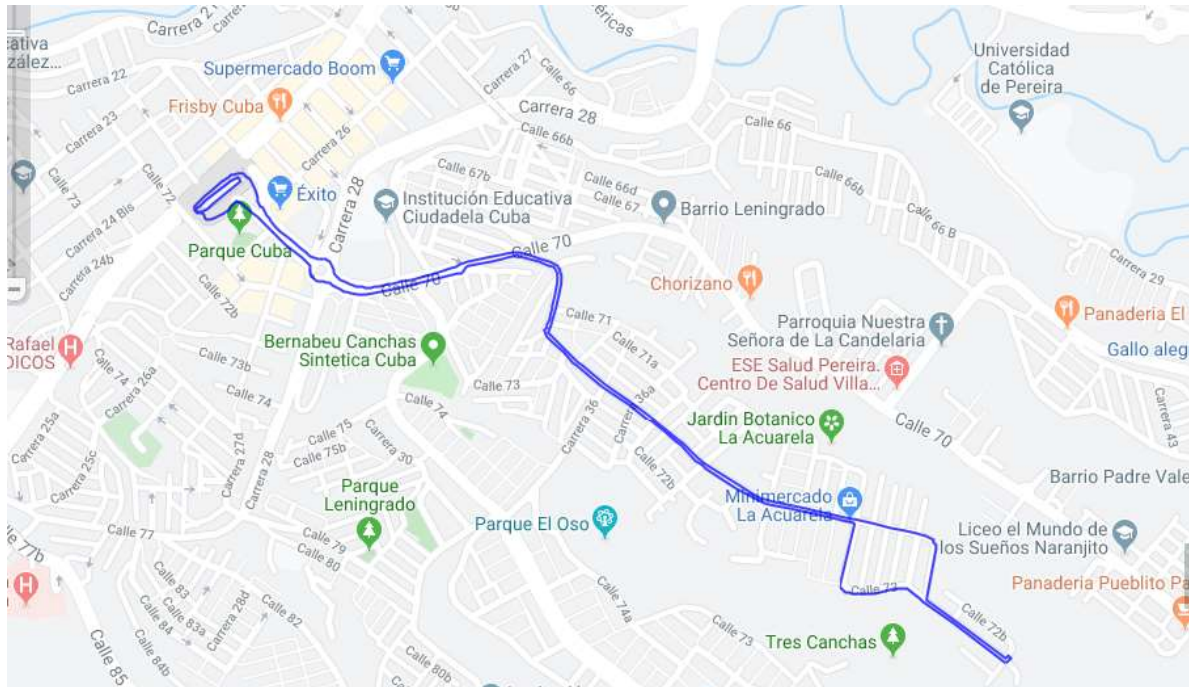 Carrera 21
éricas
cativa
zález...
Carrera 22
Supermercado Boom
Carrera 27
Calle 66
Universidad
Católica
de Pereira
Frisby Cuba
Carrera 23
Carrera 28
Calle 66
Carrera 26
Calle 66b
Calle 67b
Calle 66d
Calle 66b
Calle 73
Calle 72
Éxito
Carrera 28
Institución Educativa
Ciudadela Cuba
Calle 67
Barrio Leningrado
Calle 66 B
Carrera 24 Bis
Parque Cuba
Calle 70
Carrera 24b
Calle 70
Carrera 29
Calle 72b
Chorizano
Panaderia El
Calle 71
Parroquia Nuestra
Señora de La Candelaria
Rafael
DICOS
Bernabeu Canchas
Sintetica Cuba
Calle 71a
Gallo aleg
Calle 73b
ESE Salud Pereira.
Centro De Salud Villa...
Calle 74
Carrera 26a
Calle 74
Calle 73
Carrera 36a
Carrera 36
Calle 74
Jardin Botanico
La Acuarela
Calle 70
Carrera 43
Carrera 25a
Calle 75
Calle 75b
Carrera 30
Carrera 27d
Carrera 28
Carrera 25c
Calle 72b
Barrio Padre Vale
Parque
Leningrado
Minimercado
La Acuarela
Parque El Oso
Liceo el Mundo de
los Sueños Naranjito
Calle 77
Calle 77b
Calle 79
Calle 80
Calle 83
Calle 73
Panaderia Pueblito Pa
Calle 83a
Calle 84
Calle 28d
Calle 82
Calle 74a
Calle 72b
Calle 73
Tres Canchas
Calle 84b
Calle 85
Calle 80b